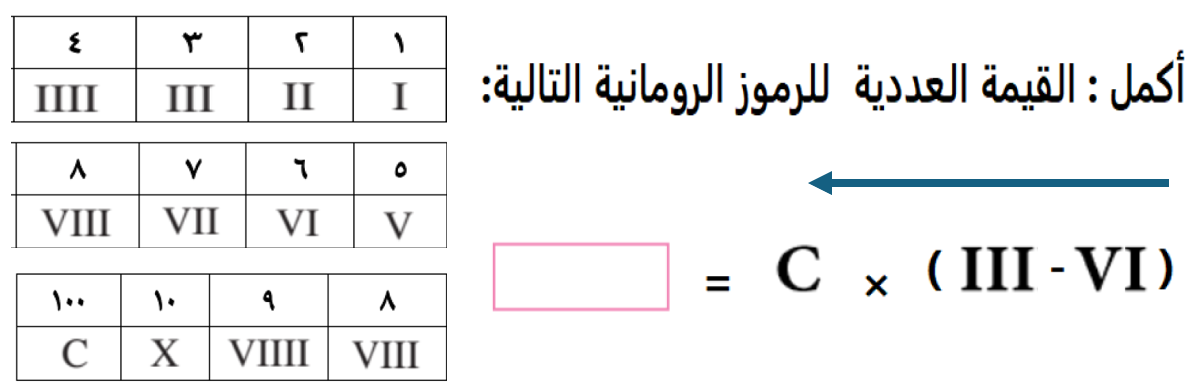 أكمل : القيمة العددية للرموز الرومانية التالية:
( VI - III ) × C =
١ ٢ ٣ ٤
I II III IIII
٥ ٦ ٧ ٨
V VI VII VIII
٨ ٩ ١٠ ١٠٠
VIII VIIII X C